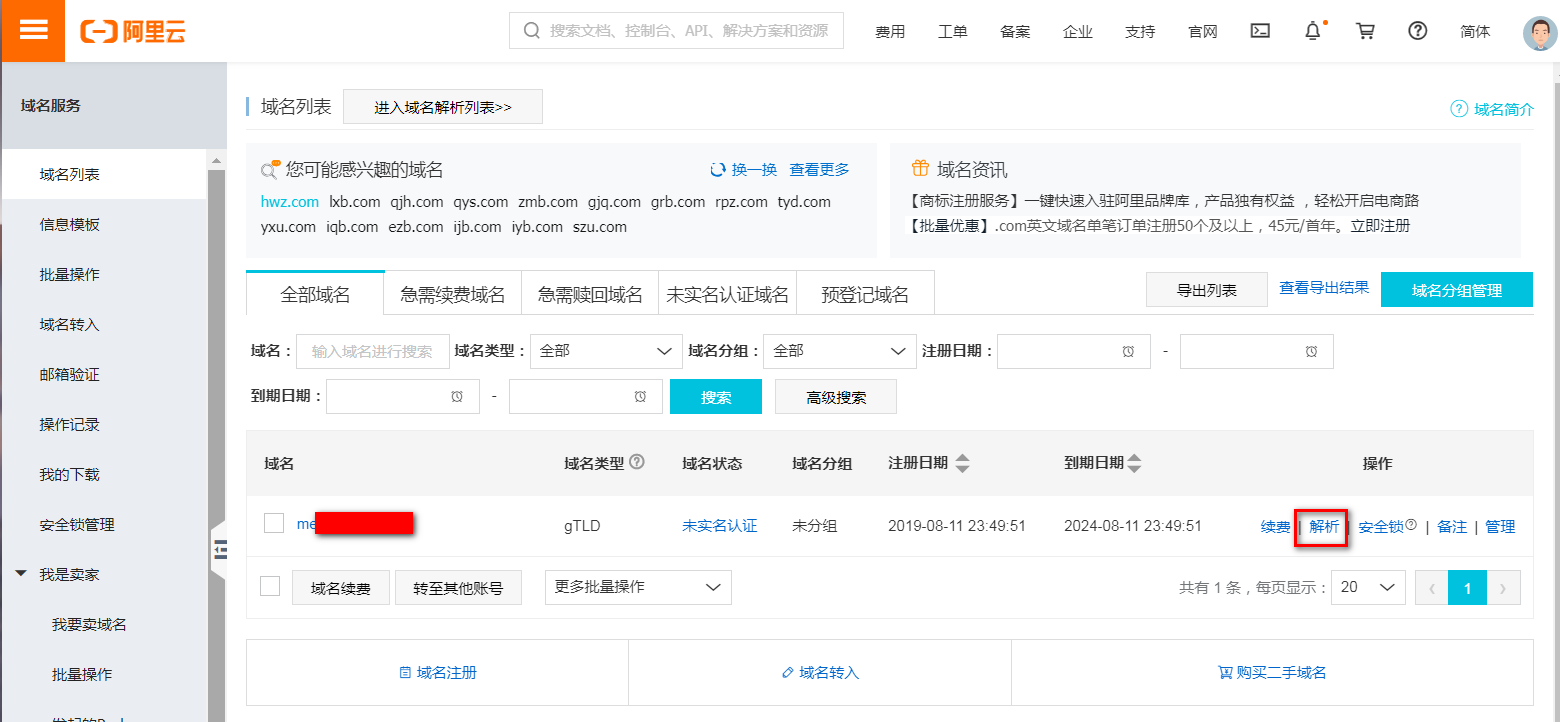 阿里云
搜索文档、控制台、API、解决方案和资源
费用 工单 备案 企业 支持 官网 简体
域名服务
域名列表
信息模板
批量操作
域名转入
邮箱验证
操作记录
我的下载
安全锁管理
我是卖家
我要卖域名
批量操作
域名列表 进入域名解析列表>> 域名简介
您可能感兴趣的域名 换一换 查看更多
hwz.com lxb.com qjh.com qys.com zmb.com gjq.com grb.com rpz.com tyd.com
yxu.com iqb.com ezb.com ijb.com iyb.com szu.com
域名资讯
【商标注册服务】一键快速入驻阿里品牌库，产品独有权益 ，轻松开启电商路
【批量优惠】.com英文域名单笔订单注册50个及以上，45元/首年。立即注册
全部域名 急需续费域名 急需赎回域名 未实名认证域名 预登记域名 导出列表 查看导出结果 域名分组管理
域名： 输入域名进行搜索 域名类型： 全部 域名分组： 全部 注册日期： -
到期日期： - 搜索 高级搜索
域名 域名类型 域名状态 域名分组 注册日期 到期日期 操作
me gTLD 未实名认证 未分组 2019-08-11 23:49:51 2024-08-11 23:49:51 续费 | 解析 | 安全锁 | 备注 | 管理
域名续费 转至其他账号 更多批量操作 共有 1 条，每页显示： 20 ‹ 1 ›
域名注册 域名转入 购买二手域名